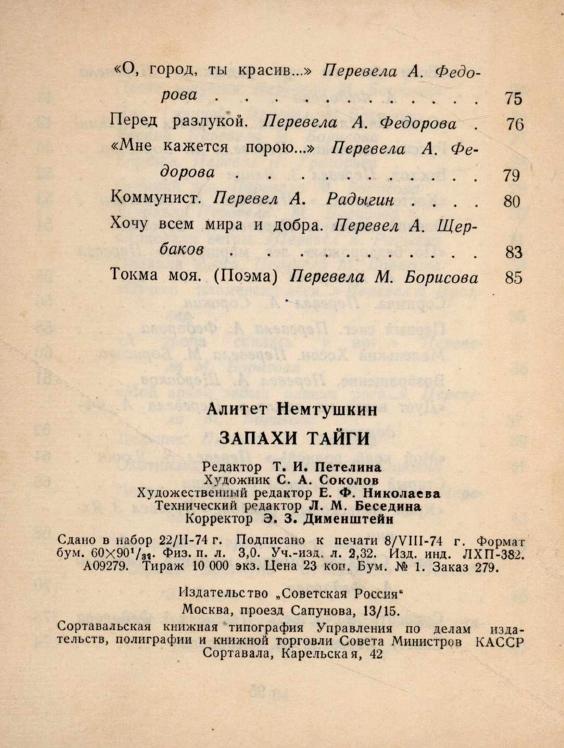 «О, город, ты красив...» Перевела А. Федо-
рова . . . . . . . . . . . . 75
Перед разлукой. Перевела А. Федорова . 76
«Мне кажется порою...» Перевела А. Фе-
дорова . . . . . . . . . . . 79
Коммунист. Перевел А. Радыгин . . . . 80
Хочу всем мира и добра. Перевел А. Щер-
баков . . . . . . . . . . . . 83
Токма моя. (Поэма) Перевела М. Борисова 85
Алитет Немтушкин
ЗАПАХИ ТАЙГИ
Редактор Т. И. Петелина
Художник С. А. Соколов
Художественный редактор Е. Ф. Николаева
Технический редактор Л. М. Беседина
Корректор Э. З. Дименштейн
Сдано в набор 22/II-74 г. Подписано к печати 8/VIII-74 г. Формат
бум. 60×90¹/₃₂. Физ. п. л. 3,0. Уч.-изд. л. 2,32. Изд. инд. ЛХП-382.
А09279. Тираж 10 000 экз. Цена 23 коп. Бум. № 1. Заказ 279.
Издательство „Советская Россия"
Москва, проезд Сапунова, 13/15.
Сортавальская книжная типография Управления по делам изда-
тельств, полиграфии и книжной торговли Совета Министров КАССР
Сортавала, Карельская, 42